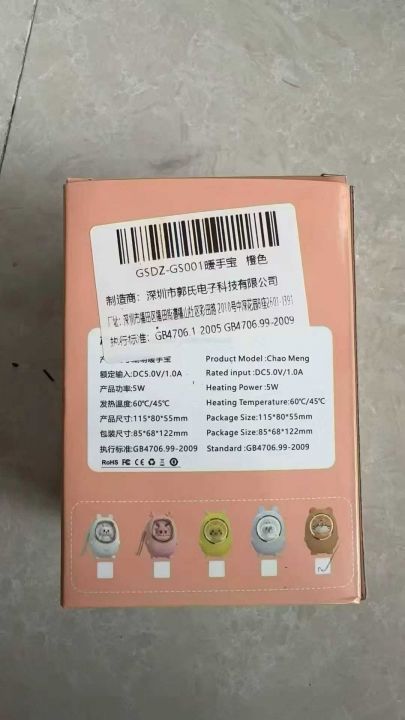 GSDZ-GS001暖手宝 橙色
制造商：深圳市郭氏电子科技有限公司
执行标准：GB4706.1 2005 GB4706.99-2009
暖手宝
Product Model:Chao Meng
额定输入:DC5.0V/1.0A
Rated input :DC5.0V/1.0A
产品功率:5W
Heating Power:5W
发热温度:60℃/45℃
Heating Temperature:60℃/45℃
产品尺寸:115*80*55mm
Package Size:115*80*55mm
包装尺寸:85*68*122mm
Package Size:85*68*122mm
执行标准:GB4706.99-2009
Standard :GB4706.99-2009
RoHS FC CE